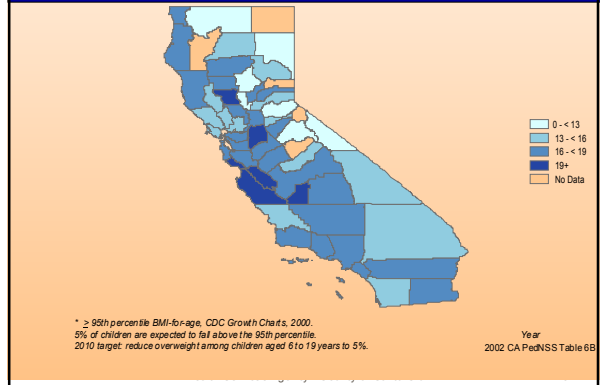 0 - < 13
13 - < 16
16 - < 19
19+
No Data
* ≥ 95th percentile BMI-for-age, CDC Growth Charts, 2000.
5% of children are expected to fall above the 95th percentile.
2010 target: reduce overweight among children aged 6 to 19 years to 5%.
Year
2002 CA PedNSS Table 6B